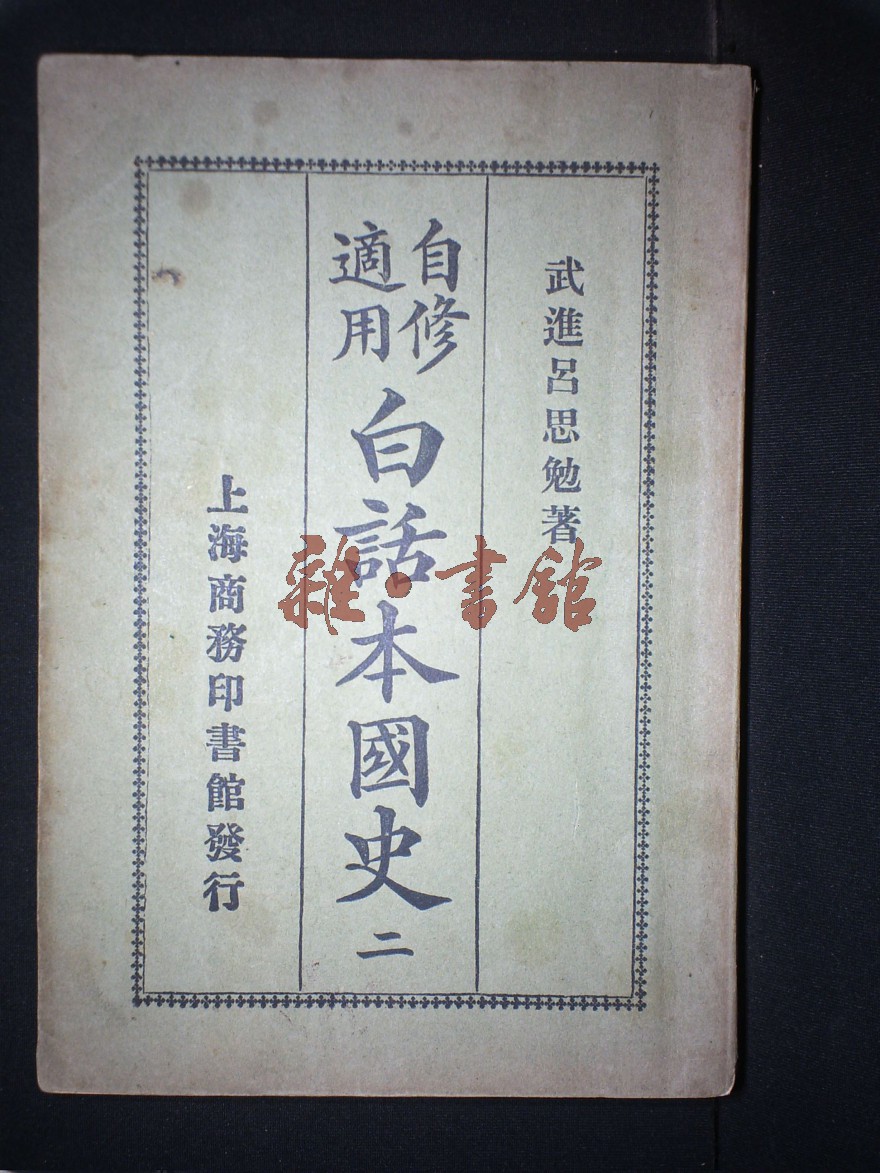 武進呂思勉著
自修
適用
白話本國史 二
上海商務印書館發行
雜·書舘